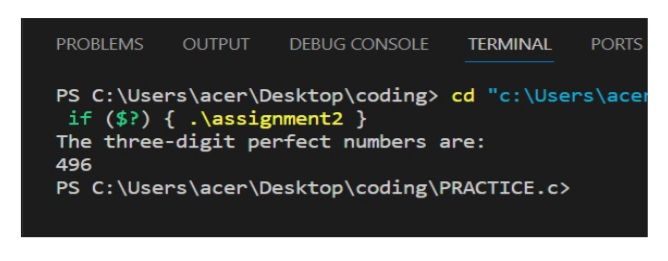 PROBLEMS OUTPUT DEBUG CONSOLE TERMINAL PORTS
PS C:\Users\acer\Desktop\coding> cd "c:\Users\acer
if ($?) { .\assignment2 }
The three-digit perfect numbers are:
496
PS C:\Users\acer\Desktop\coding\PRACTICE.c>